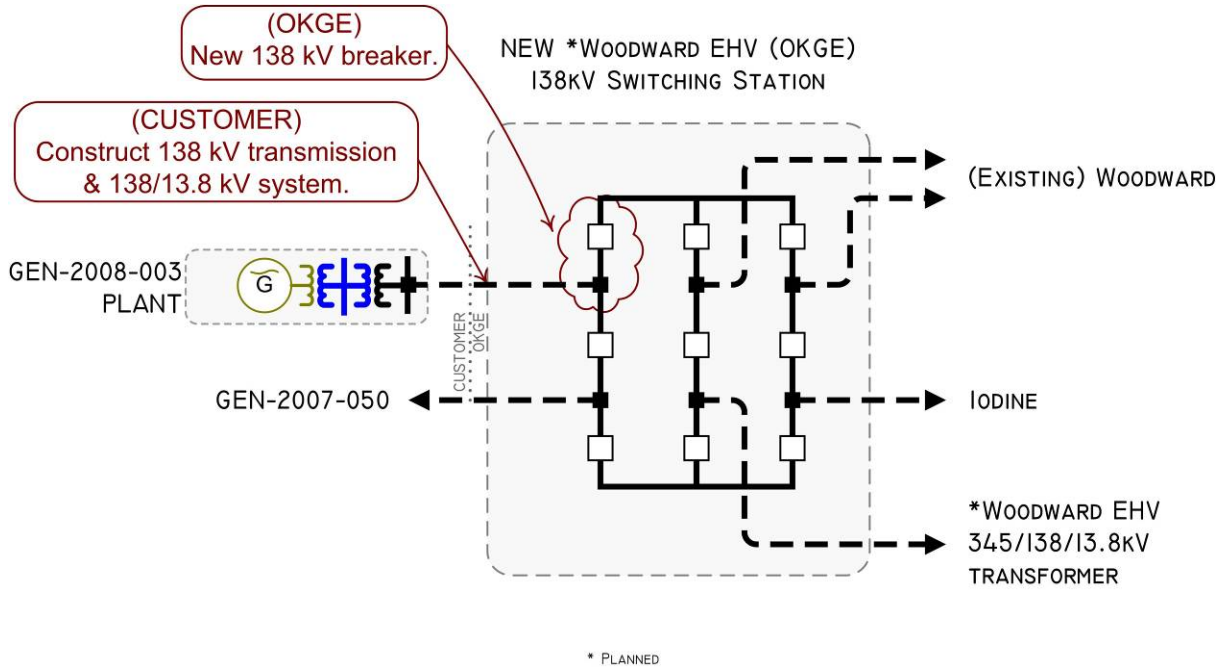 (OKGE)
New 138 kV breaker.
NEW *WOODWARD EHV (OKGE)
138KV SWITCHING STATION
(CUSTOMER)
Construct 138 kV transmission
& 138/13.8 kV system.
(EXISTING) WOODWARD
GEN-2008-003
PLANT
G
CUSTOMER
OKGE
GEN-2007-050
IODINE
*WOODWARD EHV
345/138/13.8KV
TRANSFORMER
* PLANNED